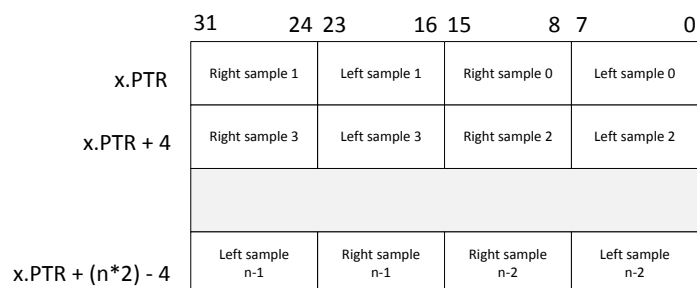 31 24 23 16 15 8 7 0
x.PTR Right sample 1 Left sample 1 Right sample 0 Left sample 0
x.PTR + 4 Right sample 3 Left sample 3 Right sample 2 Left sample 2
x.PTR + (n*2) - 4 Left sample Right sample Right sample Left sample
n-1 n-1 n-2 n-2